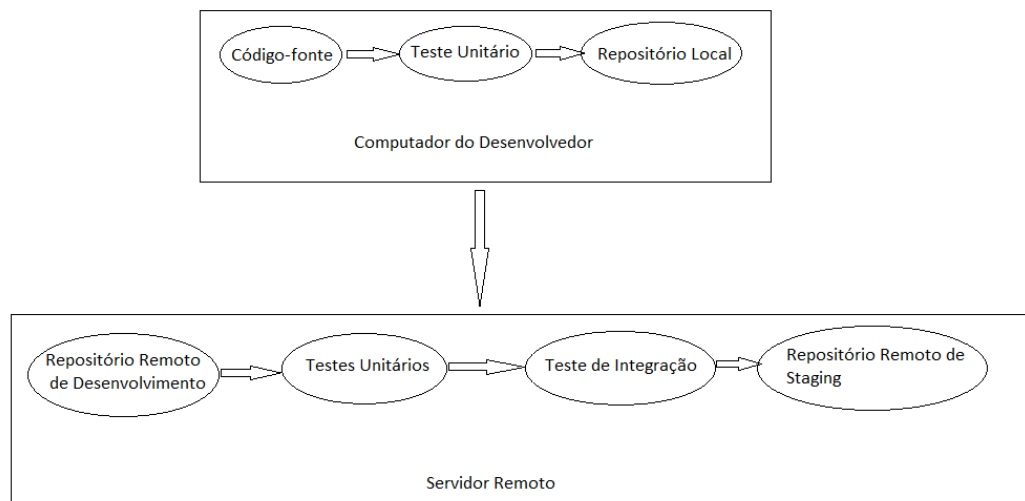 Código-fonte
Teste Unitário
Repositório Local
Computador do Desenvolvedor
Repositório Remoto
de Desenvolvimento
Testes Unitários
Teste de Integração
Repositório Remoto de
Staging
Servidor Remoto